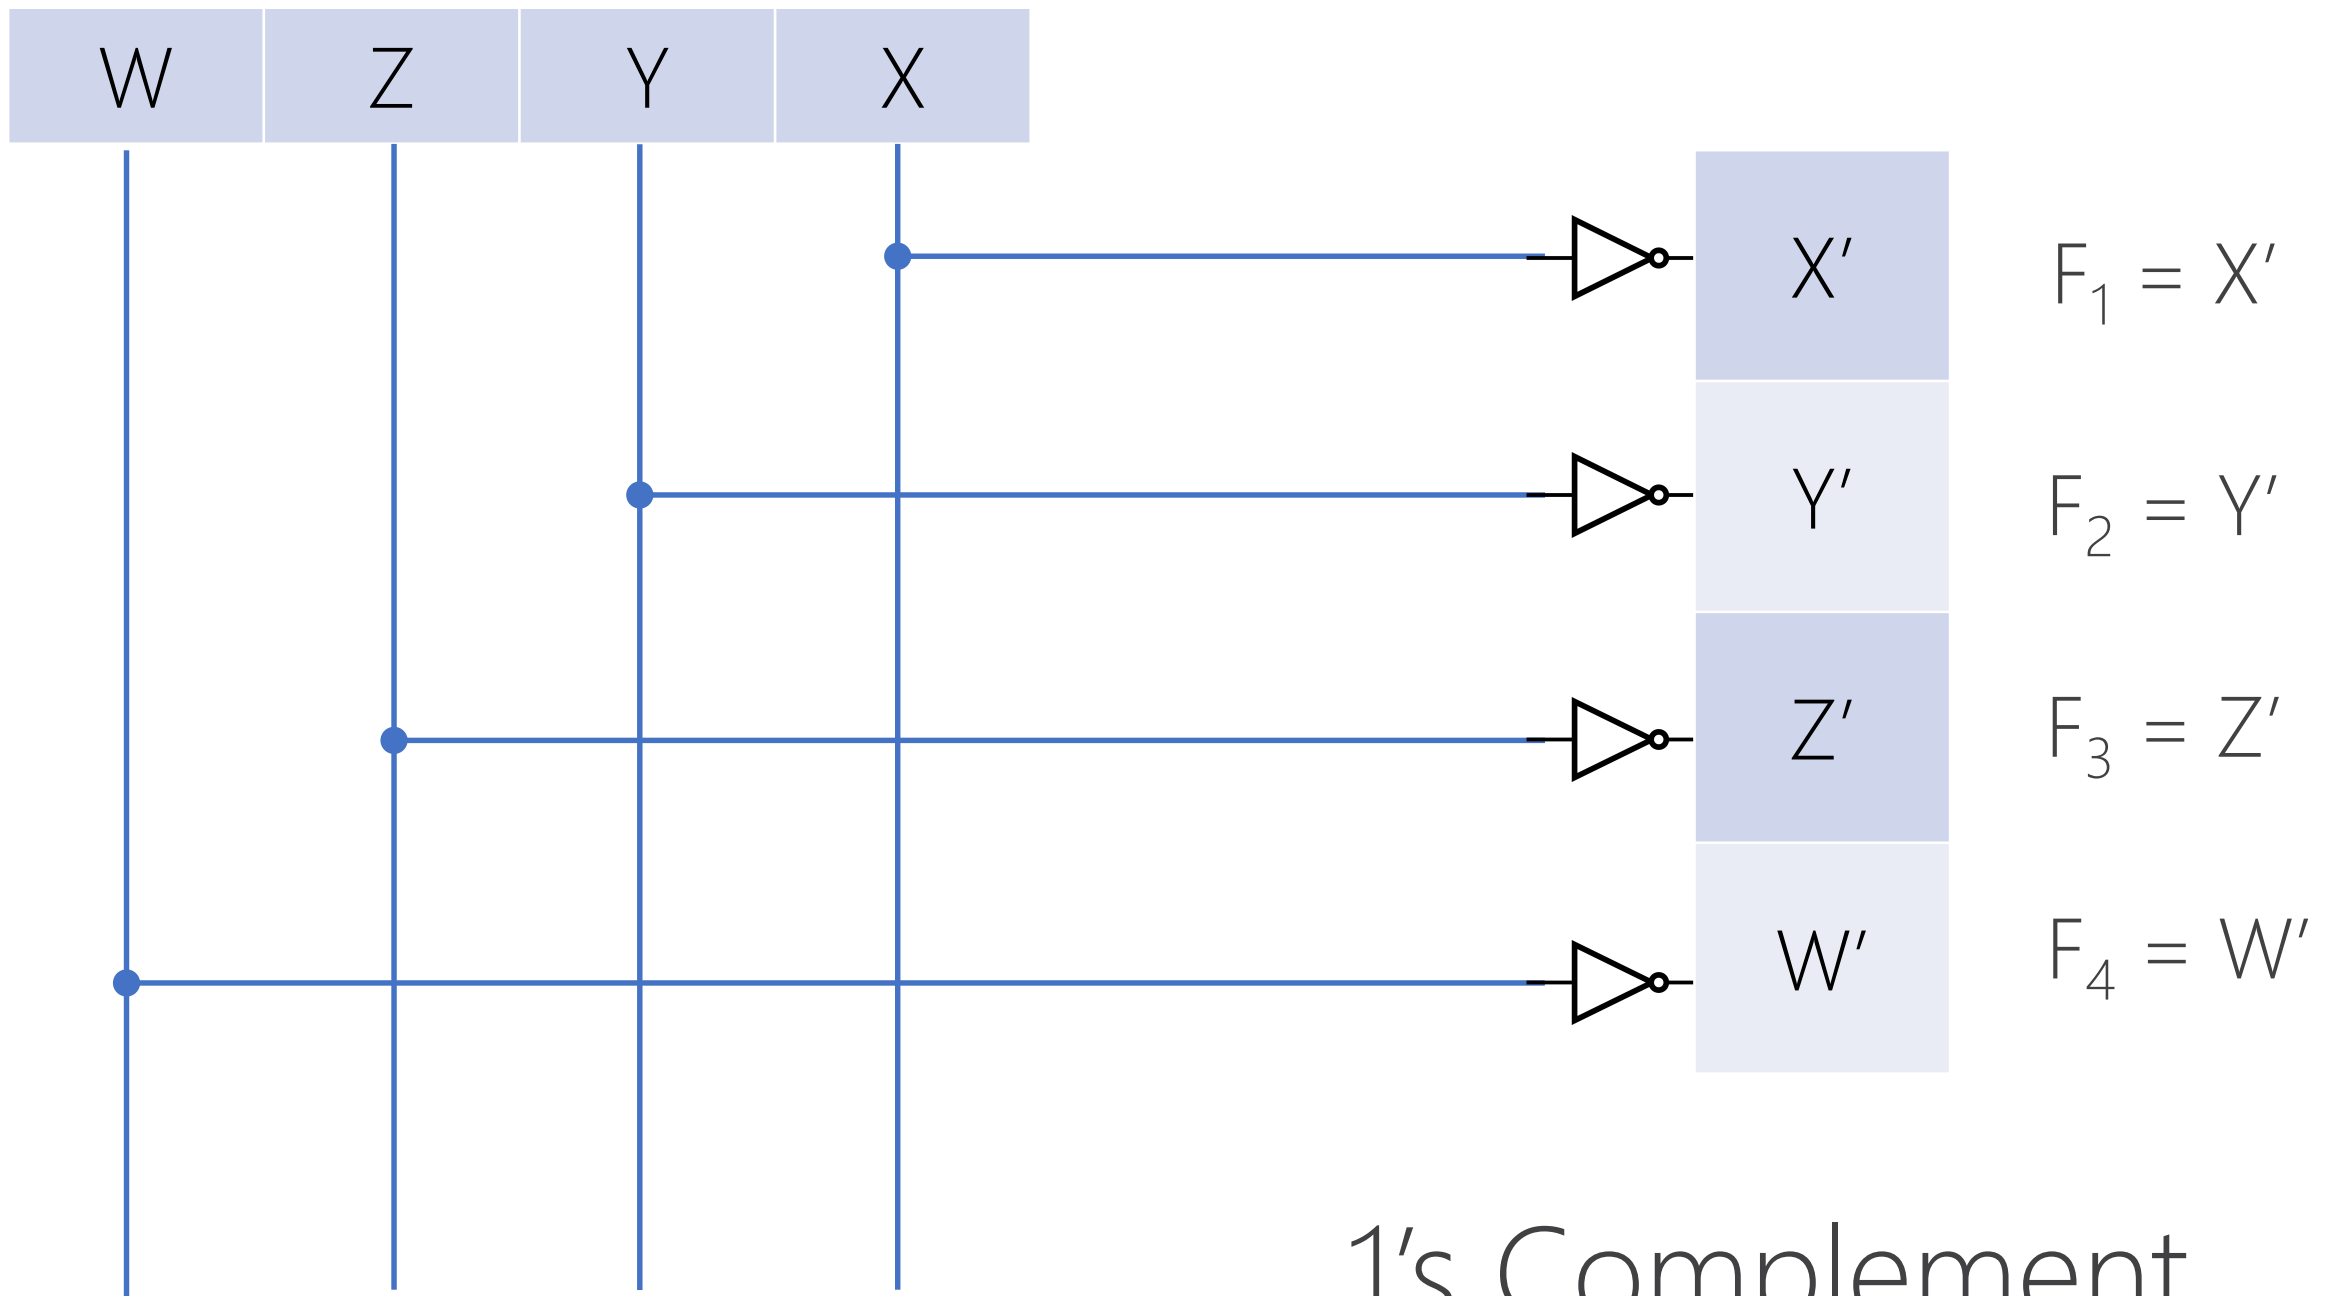 W Z Y X
X′ F₁ = X′
Y′ F₂ = Y′
Z′ F₃ = Z′
W′ F₄ = W′
1′s Complement